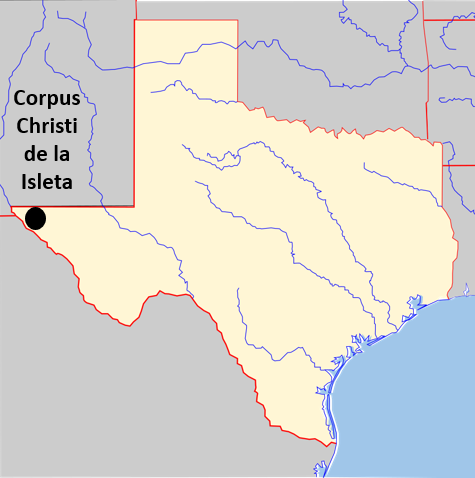 Corpus
Christi
de la
Isleta